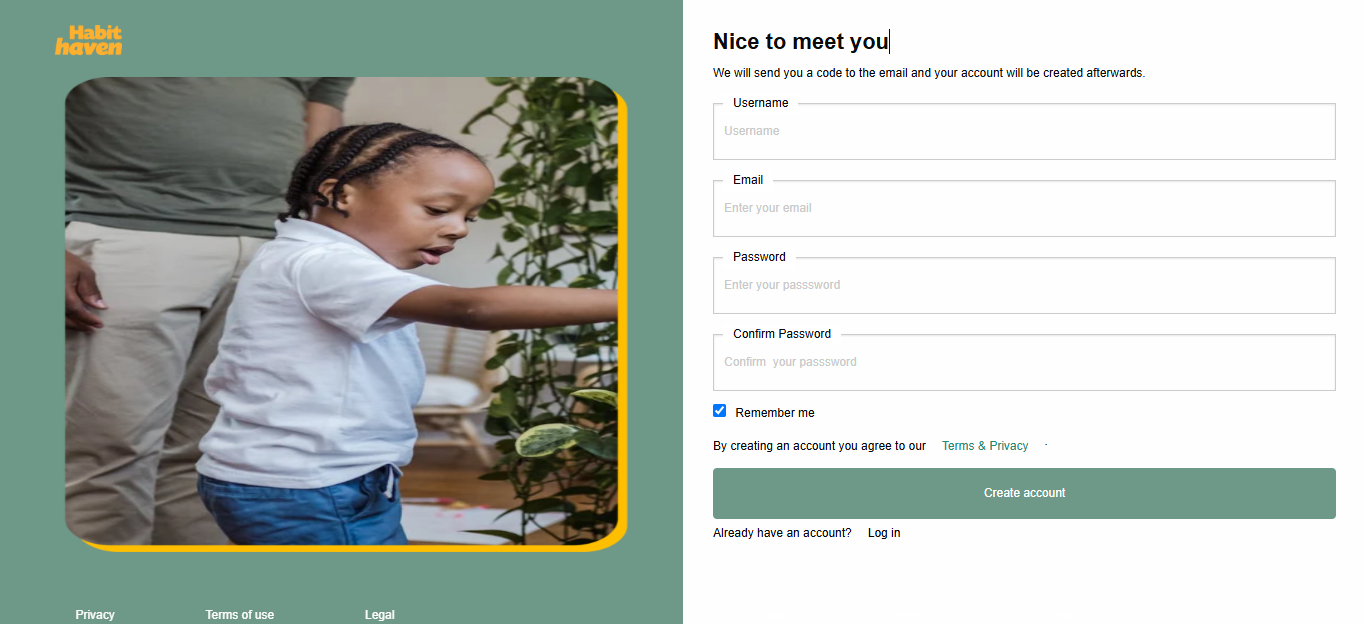 Habit
haven
Nice to meet you
We will send you a code to the email and your account will be created afterwards.
Username
Username
Email
Enter your email
Password
Enter your passsword
Confirm Password
Confirm  your passsword
Remember me
By creating an account you agree to our Terms & Privacy .
Create account
Already have an account? Log in
Privacy Terms of use Legal